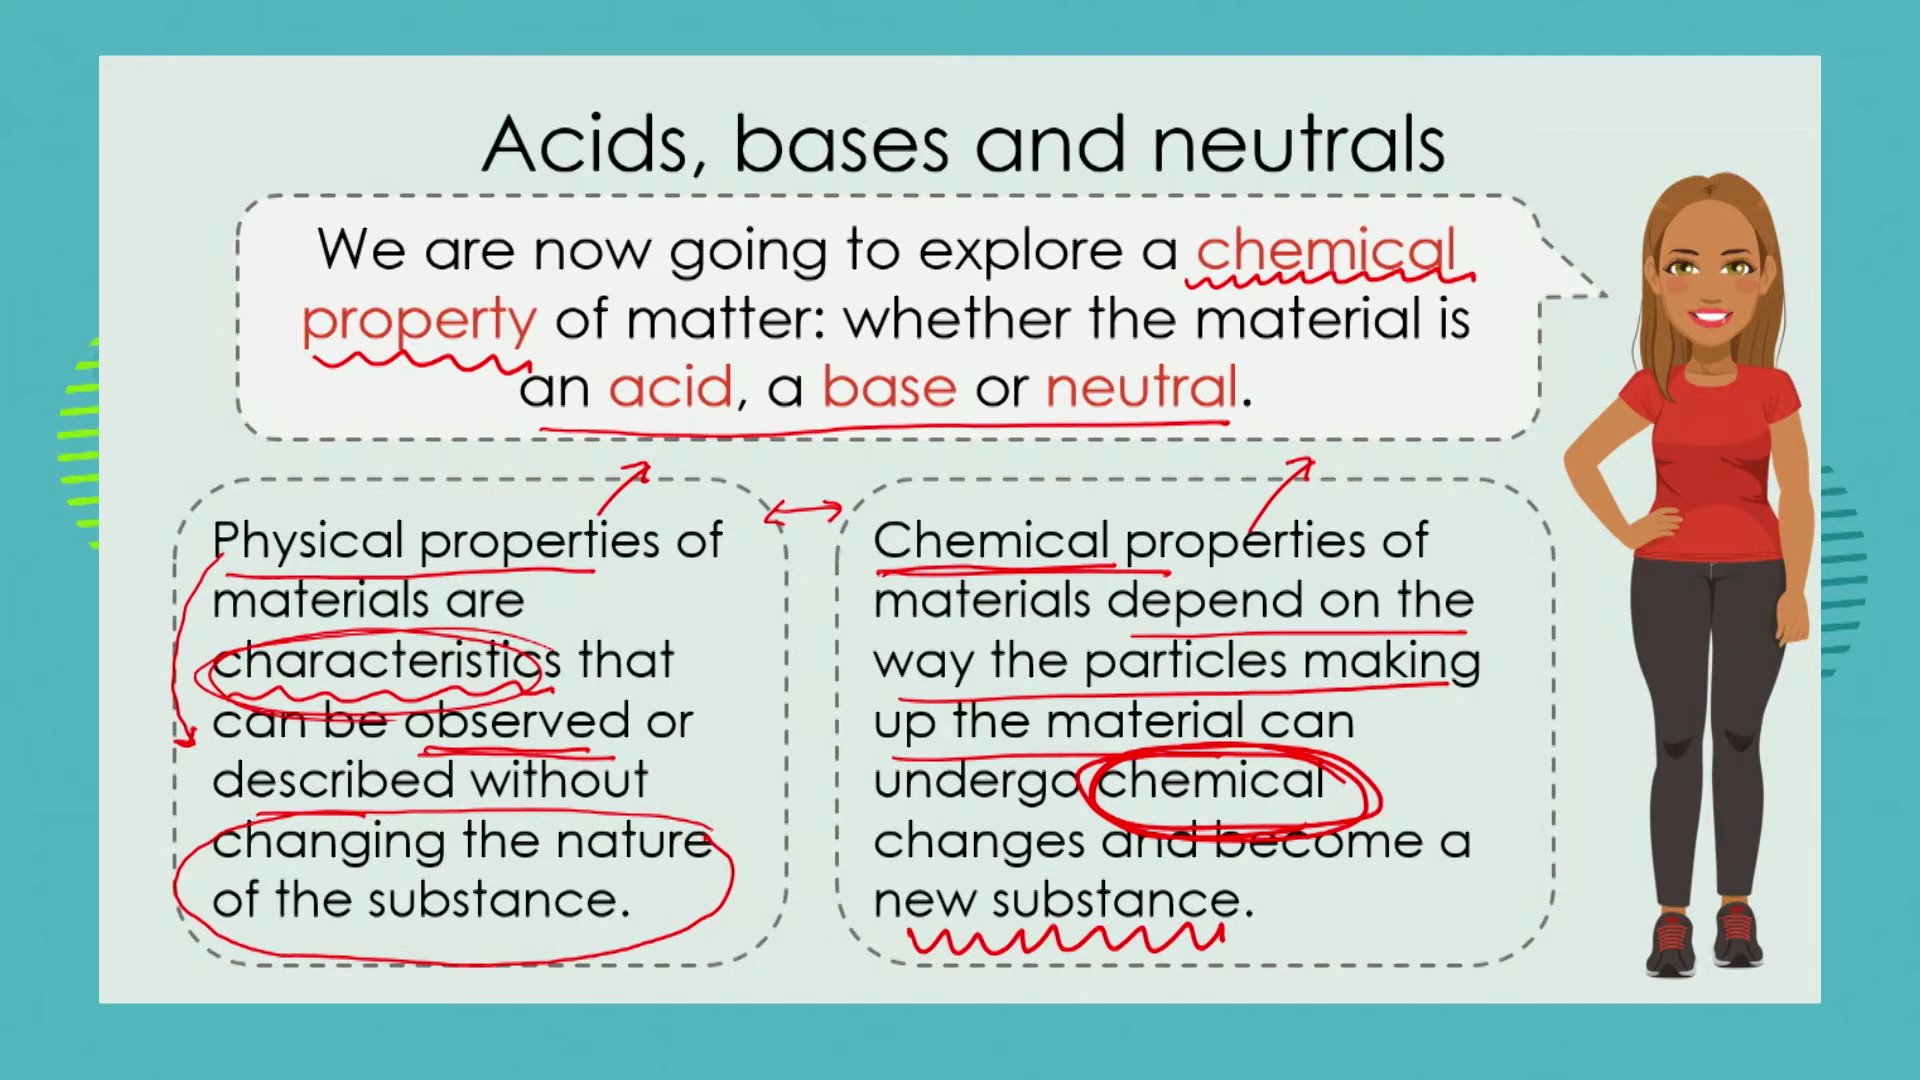 Acids, bases and neutrals
We are now going to explore a chemical
property of matter: whether the material is
an acid, a base or neutral.
Physical properties of
materials are
characteristics that
can be observed or
described without
changing the nature
of the substance.
Chemical properties of
materials depend on the
way the particles making
up the material can
undergo chemical
changes and become a
new substance.